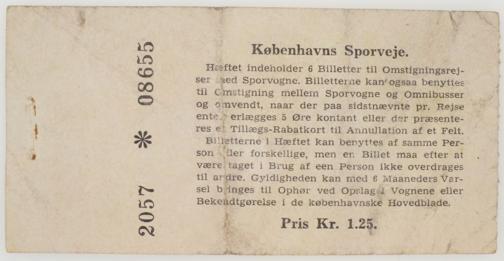 Københavns Sporveje.
Hæftet indeholder 6 Billetter til Omstigningsrej-
ser med Sporvogne. Billetterne kan ogsaa benyttes
til Omstigning mellem Sporvogne og Omnibusser
og omvendt, naar der paa sidstnævnte pr. Rejse
enten erlægges 5 Øre kontant eller der præsente-
res et Tillægs-Rabatkort til Annullation af et Felt.
Billetterne i Hæftet kan benyttes af samme Per-
son eller forskellige, men en Billet maa efter at
være taget i Brug af een Person ikke overdrages
til andre. Gyldigheden kan med 6 Maaneders Var-
sel bringes til Ophør ved Opslag i Vognene eller
Bekendtgørelse i de københavnske Hovedblade.
Pris Kr. 1.25.
2057 * 08655